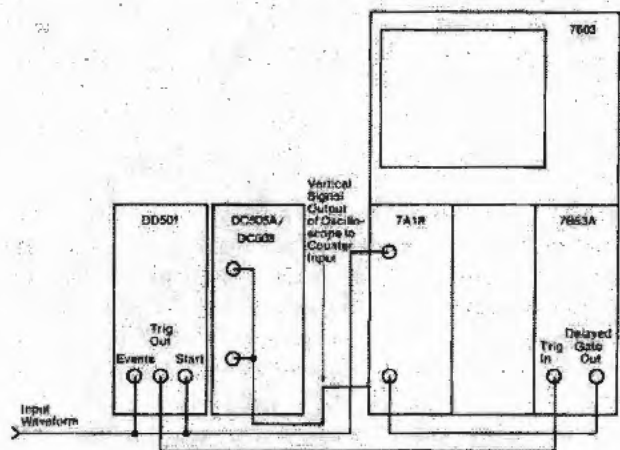 7603
Vertical
Signal
Output
of Oscillo-
scope to
Counter
Input
DD501
DC505A/
DC503
7A18
7B53A
Trig
Out
Events
Start
Trig
In
Delayed
Gate
Out
Input
Waveform